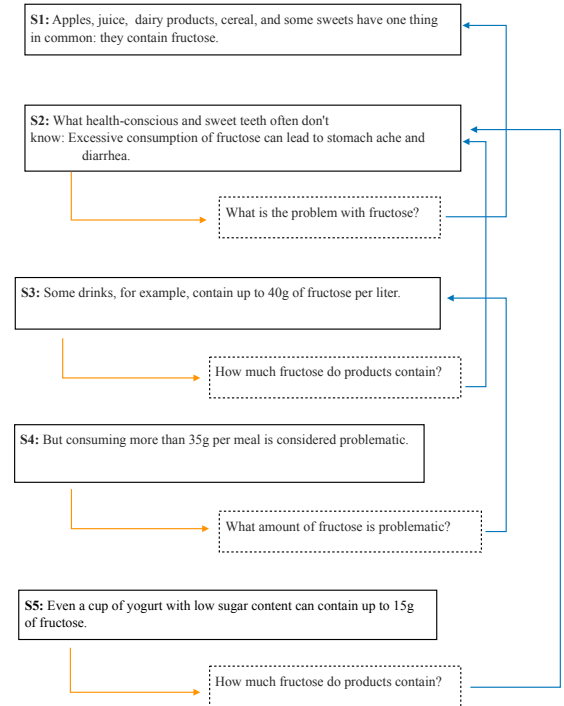 S1: Apples, juice, dairy products, cereal, and some sweets have one thing
in common: they contain fructose.
S2: What health-conscious and sweet teeth often don't
know: Excessive consumption of fructose can lead to stomach ache and
diarrhea.
What is the problem with fructose?
S3: Some drinks, for example, contain up to 40g of fructose per liter.
How much fructose do products contain?
S4: But consuming more than 35g per meal is considered problematic.
What amount of fructose is problematic?
S5: Even a cup of yogurt with low sugar content can contain up to 15g
of fructose.
How much fructose do products contain?